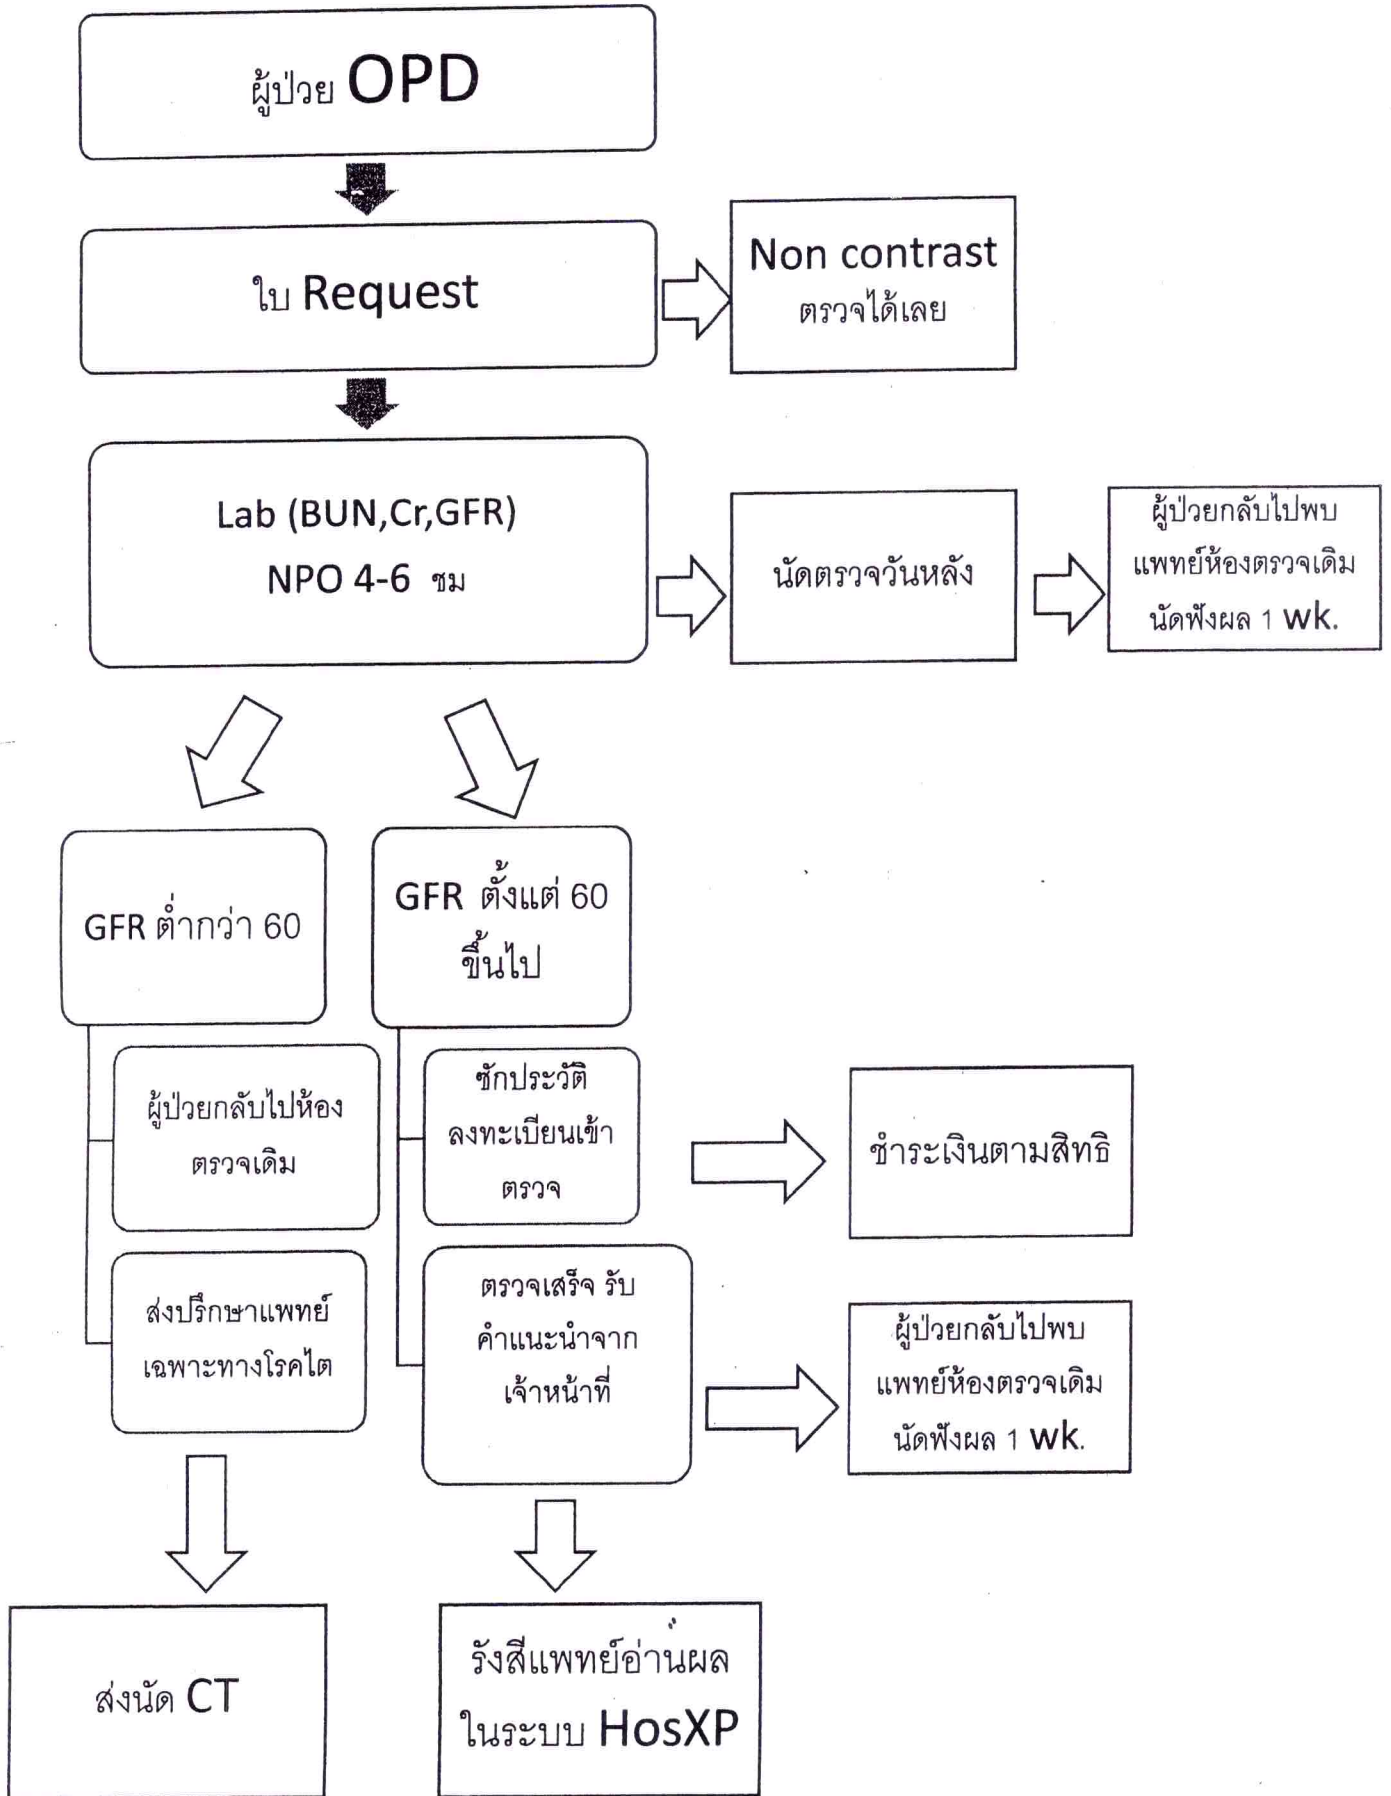 ผู้ป่วย OPD
ใบ Request
Non contrast
ตรวจได้เลย
Lab (BUN,Cr,GFR)
NPO 4-6 ชม
นัดตรวจวันหลัง
ผู้ป่วยกลับไปพบ
แพทย์ห้องตรวจเดิม
นัดฟังผล 1 wk.
GFR ต่ำกว่า 60
GFR ตั้งแต่ 60
ขึ้นไป
ผู้ป่วยกลับไปห้อง
ตรวจเดิม
ซักประวัติ
ลงทะเบียนเข้า
ตรวจ
ชำระเงินตามสิทธิ
ส่งปรึกษาแพทย์
เฉพาะทางโรคไต
ตรวจเสร็จ รับ
คำแนะนำจาก
เจ้าหน้าที่
ผู้ป่วยกลับไปพบ
แพทย์ห้องตรวจเดิม
นัดฟังผล 1 wk.
ส่งนัด CT
รังสีแพทย์อ่านผล
ในระบบ HosXP